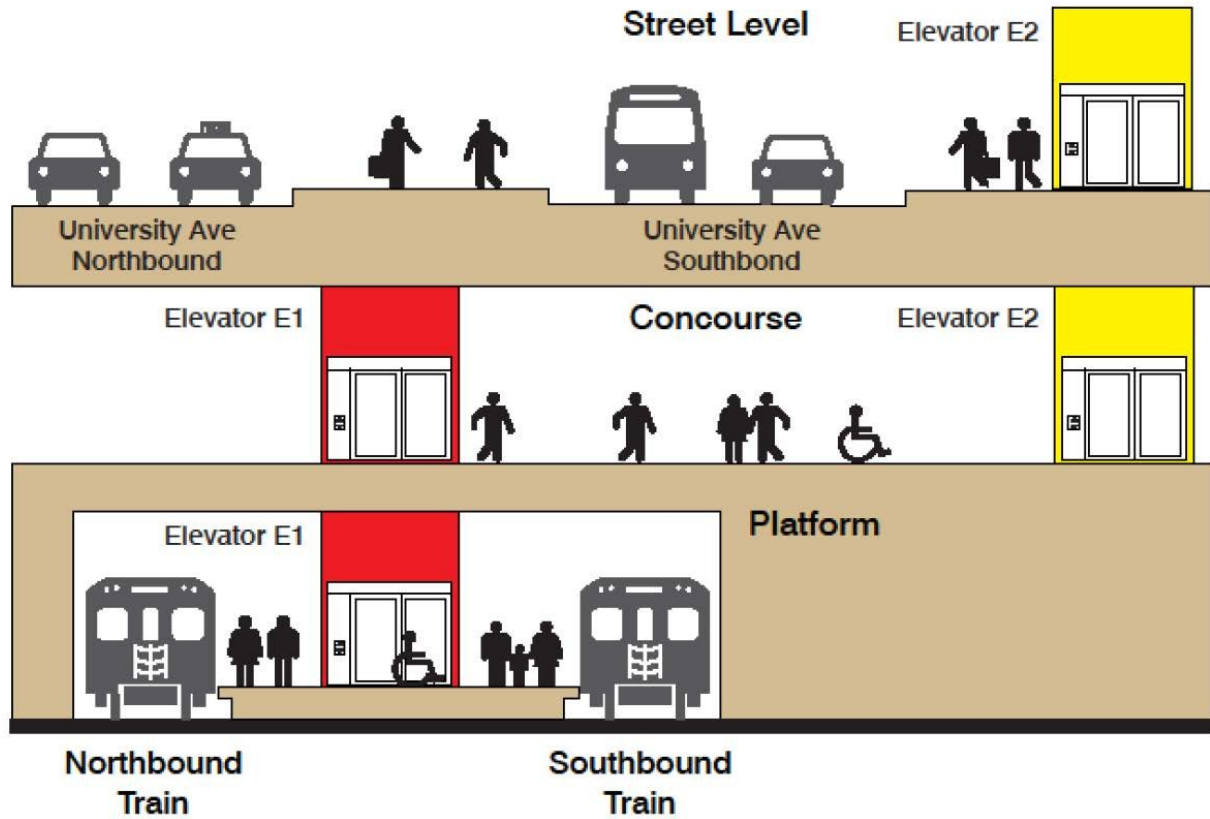 Street Level
Elevator E2
University Ave
Northbound
University Ave
Southbond
Elevator E1
Concourse
Elevator E2
Elevator E1
Platform
Northbound
Train
Southbound
Train